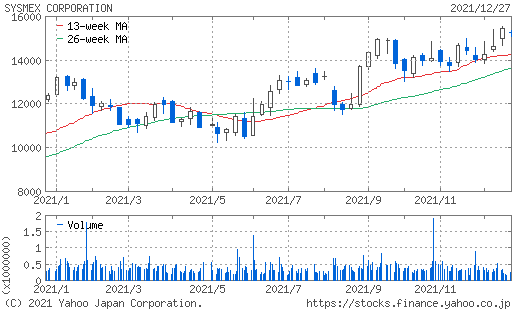 SYSMEX CORPORATION 2021/12/27
16000
13-week MA
26-week MA
14000
12000
10000
8000
2021/1 2021/3 2021/5 2021/7 2021/9 2021/11
2
Volume
1.5
1
0.5
0
(x10000000)
2021/1 2021/3 2021/5 2021/7 2021/9 2021/11
(C) 2021 Yahoo Japan Corporation. https://stocks.finance.yahoo.co.jp